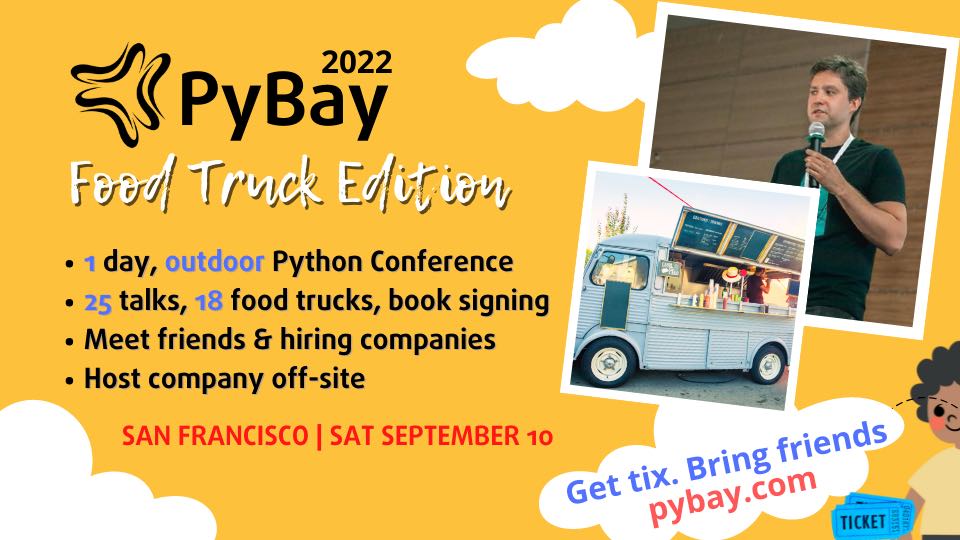 2022
PyBay
Food Truck Edition
• 1 day, outdoor Python Conference
• 25 talks, 18 food trucks, book signing
• Meet friends & hiring companies
• Host company off-site
SAN FRANCISCO | SAT SEPTEMBER 10
Get tix. Bring friends
pybay.com
TICKET